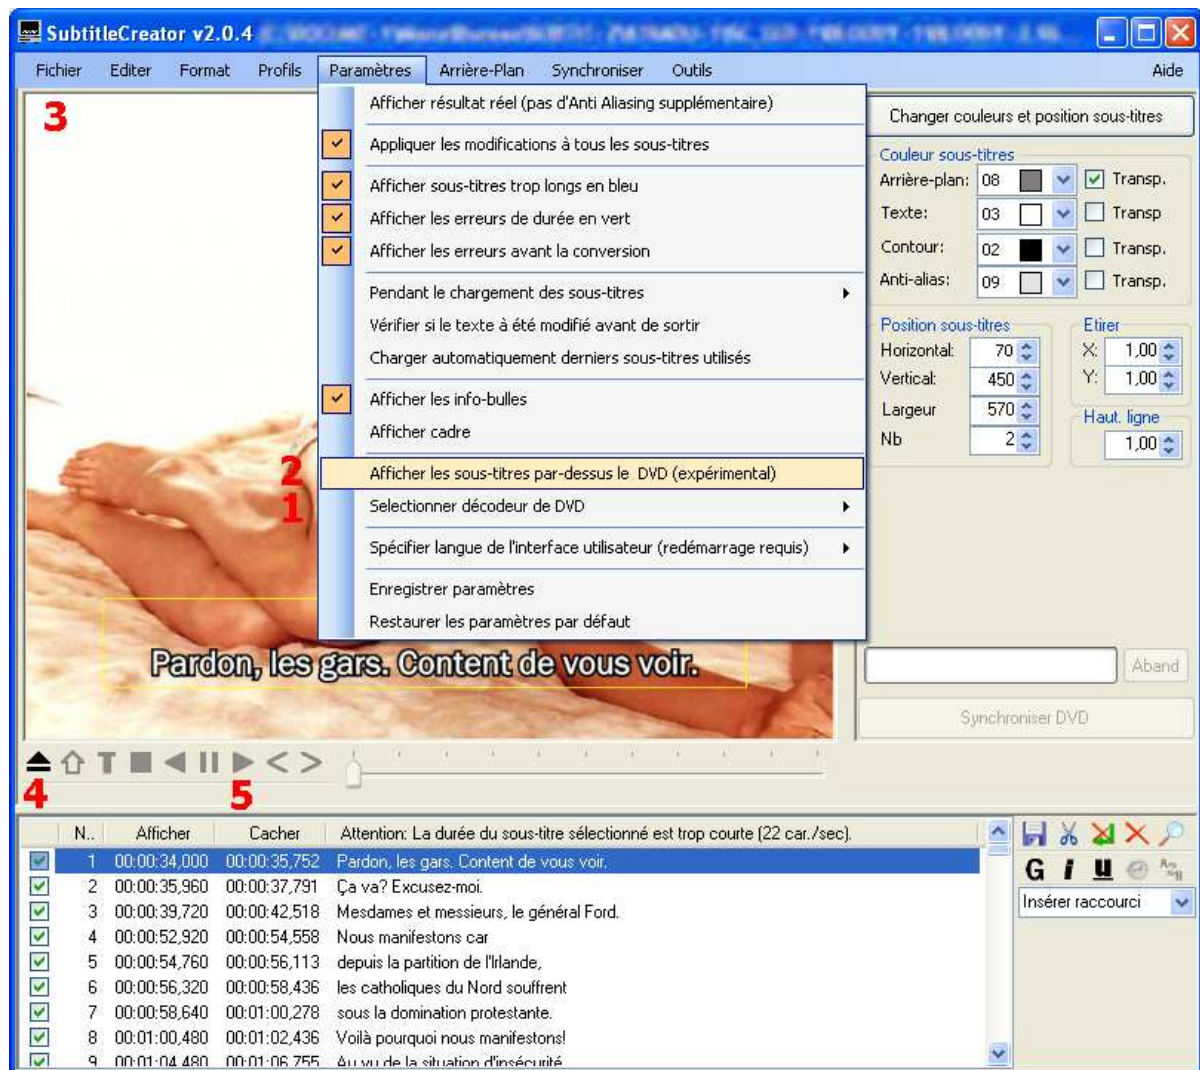 SubtitleCreator v2.0.4
Fichier Editer Format Profils Paramètres Arrière-Plan Synchroniser Outils Aide
3
Afficher résultat réel (pas d'Anti Aliasing supplémentaire)
Appliquer les modifications à tous les sous-titres
Afficher sous-titres trop longs en bleu
Afficher les erreurs de durée en vert
Afficher les erreurs avant la conversion
Pendant le chargement des sous-titres
Vérifier si le texte à été modifié avant de sortir
Charger automatiquement derniers sous-titres utilisés
Afficher les info-bulles
Afficher cadre
2 Afficher les sous-titres par-dessus le DVD (expérimental)
1 Selectionner décodeur de DVD
Spécifier langue de l'interface utilisateur (redémarrage requis)
Enregistrer paramètres
Restaurer les paramètres par défaut
Pardon, les gars. Content de vous voir.
Changer couleurs et position sous-titres
Couleur sous-titres
Arrière-plan: 08 Transp.
Texte: 03 Transp
Contour: 02 Transp.
Anti-alias: 09 Transp.
Position sous-titres Etirer
Horizontal: 70 X: 1,00
Vertical: 450 Y: 1,00
Largeur 570 Haut. ligne
Nb 2 1,00
Aband
Synchroniser DVD
T
4 5
N.. Afficher Cacher Attention: La durée du sous-titre sélectionné est trop courte (22 car./sec).
1 00:00:34,000 00:00:35,752 Pardon, les gars. Content de vous voir.
2 00:00:35,960 00:00:37,791 Ça va? Excusez-moi.
3 00:00:39,720 00:00:42,518 Mesdames et messieurs, le général Ford.
4 00:00:52,920 00:00:54,558 Nous manifestons car
5 00:00:54,760 00:00:56,113 depuis la partition de l'Irlande,
6 00:00:56,320 00:00:58,436 les catholiques du Nord souffrent
7 00:00:58,640 00:01:00,278 sous la domination protestante.
8 00:01:00,480 00:01:02,436 Voilà pourquoi nous manifestons!
9 00:01:04,480 00:01:06,755 Au vu de la situation d'insécurité
G i u
Insérer raccourci